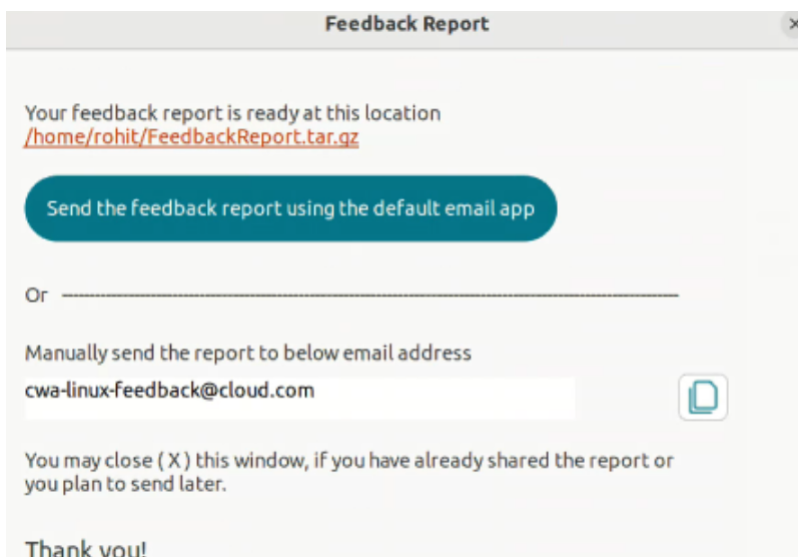 Feedback Report
Your feedback report is ready at this location
/home/rohit/FeedbackReport.tar.gz
Send the feedback report using the default email app
Or
Manually send the report to below email address
cwa-linux-feedback@cloud.com
You may close ( X ) this window, if you have already shared the report or
you plan to send later.
Thank you!